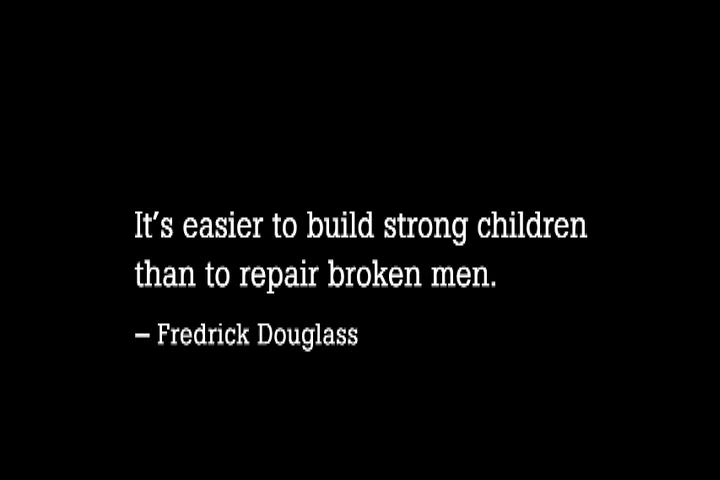 It's easier to build strong children
than to repair broken men.
– Fredrick Douglass